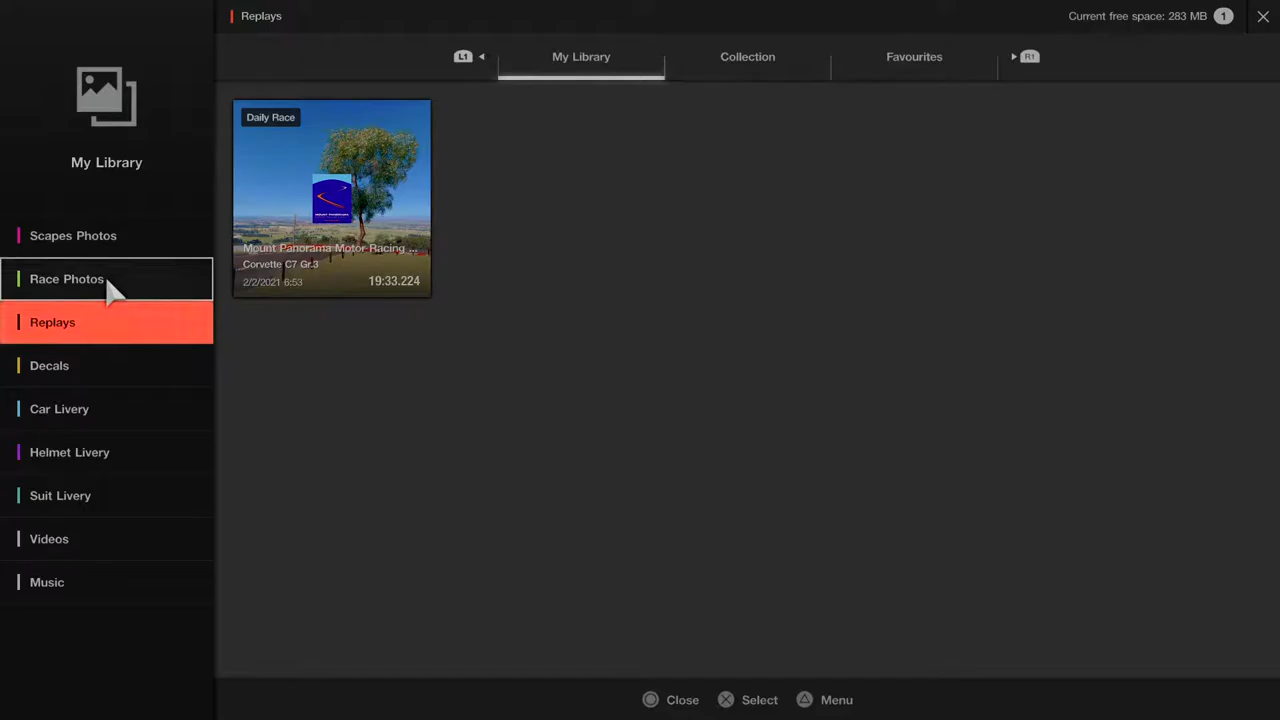 Replays
Current free space: 283 MB 1
L1 My Library Collection Favourites R1
My Library
Scapes Photos
Race Photos
Replays
Decals
Car Livery
Helmet Livery
Suit Livery
Videos
Music
Daily Race
MOUNT PANORAMA
Mount Panorama Motor Racing ...
Corvette C7 Gr.3
2/2/2021 6:53 19:33.224
Close Select Menu